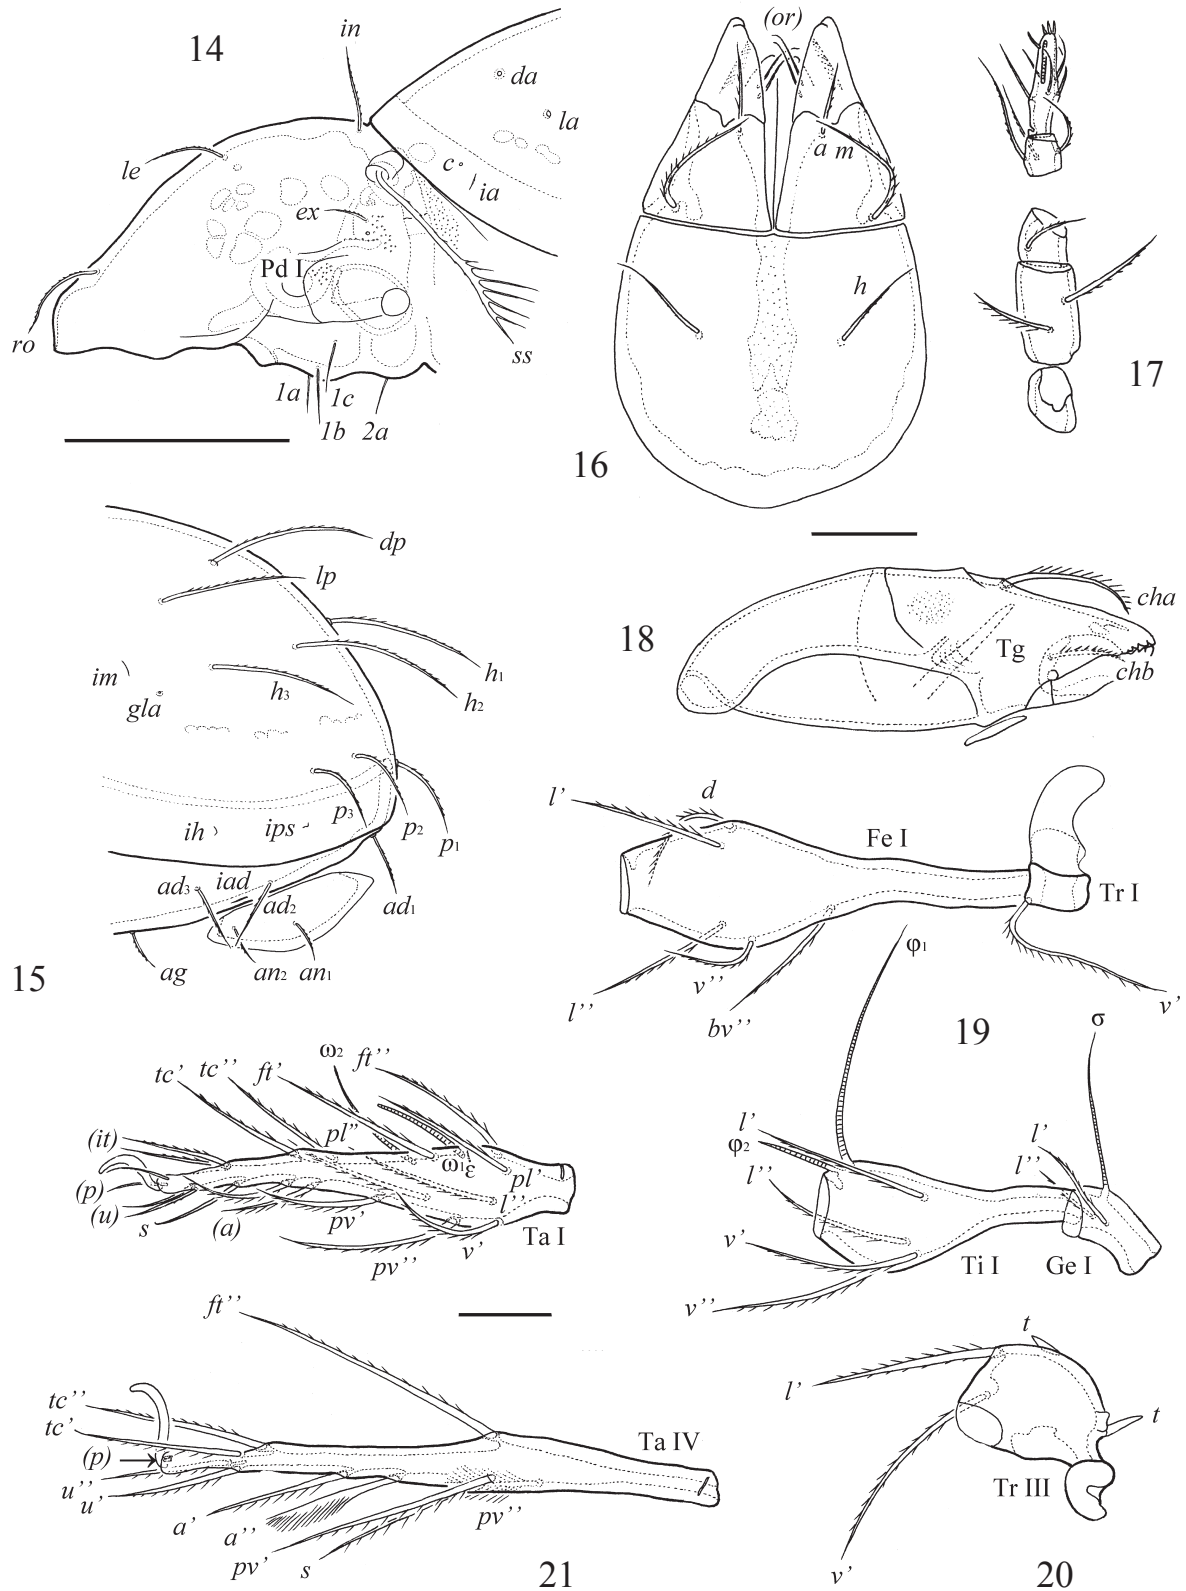 14
in
da
la
c
ia
le
ex
Pd I
ro
ss
1a
1c
1b
2a
(or)
a
m
h
16
17
15
dp
lp
h1
h2
h3
im
gla
p3
p2
p1
ih
ips
ad3
iad
ad2
ad1
ag
an2
an1
18
Tg
cha
chb
l’
d
Fe I
Tr I
l’’
v’’
bv’’
v’
φ1
19
σ
l’
φ2
l’’
l’
l’’
v’
v’’
Ti I
Ge I
ω2
ft’’
tc’
tc’’
ft’
pl’’
(it)
ω1
ε
pl’
(p)
(u)
s
(a)
pv’
l’’
v’
Ta I
pv’’
ft’’
tc’’
tc’
(p)
u’’
u’
a’
a’’
pv’
s
pv’’
Ta IV
21
t
l’
t
Tr III
v’
20